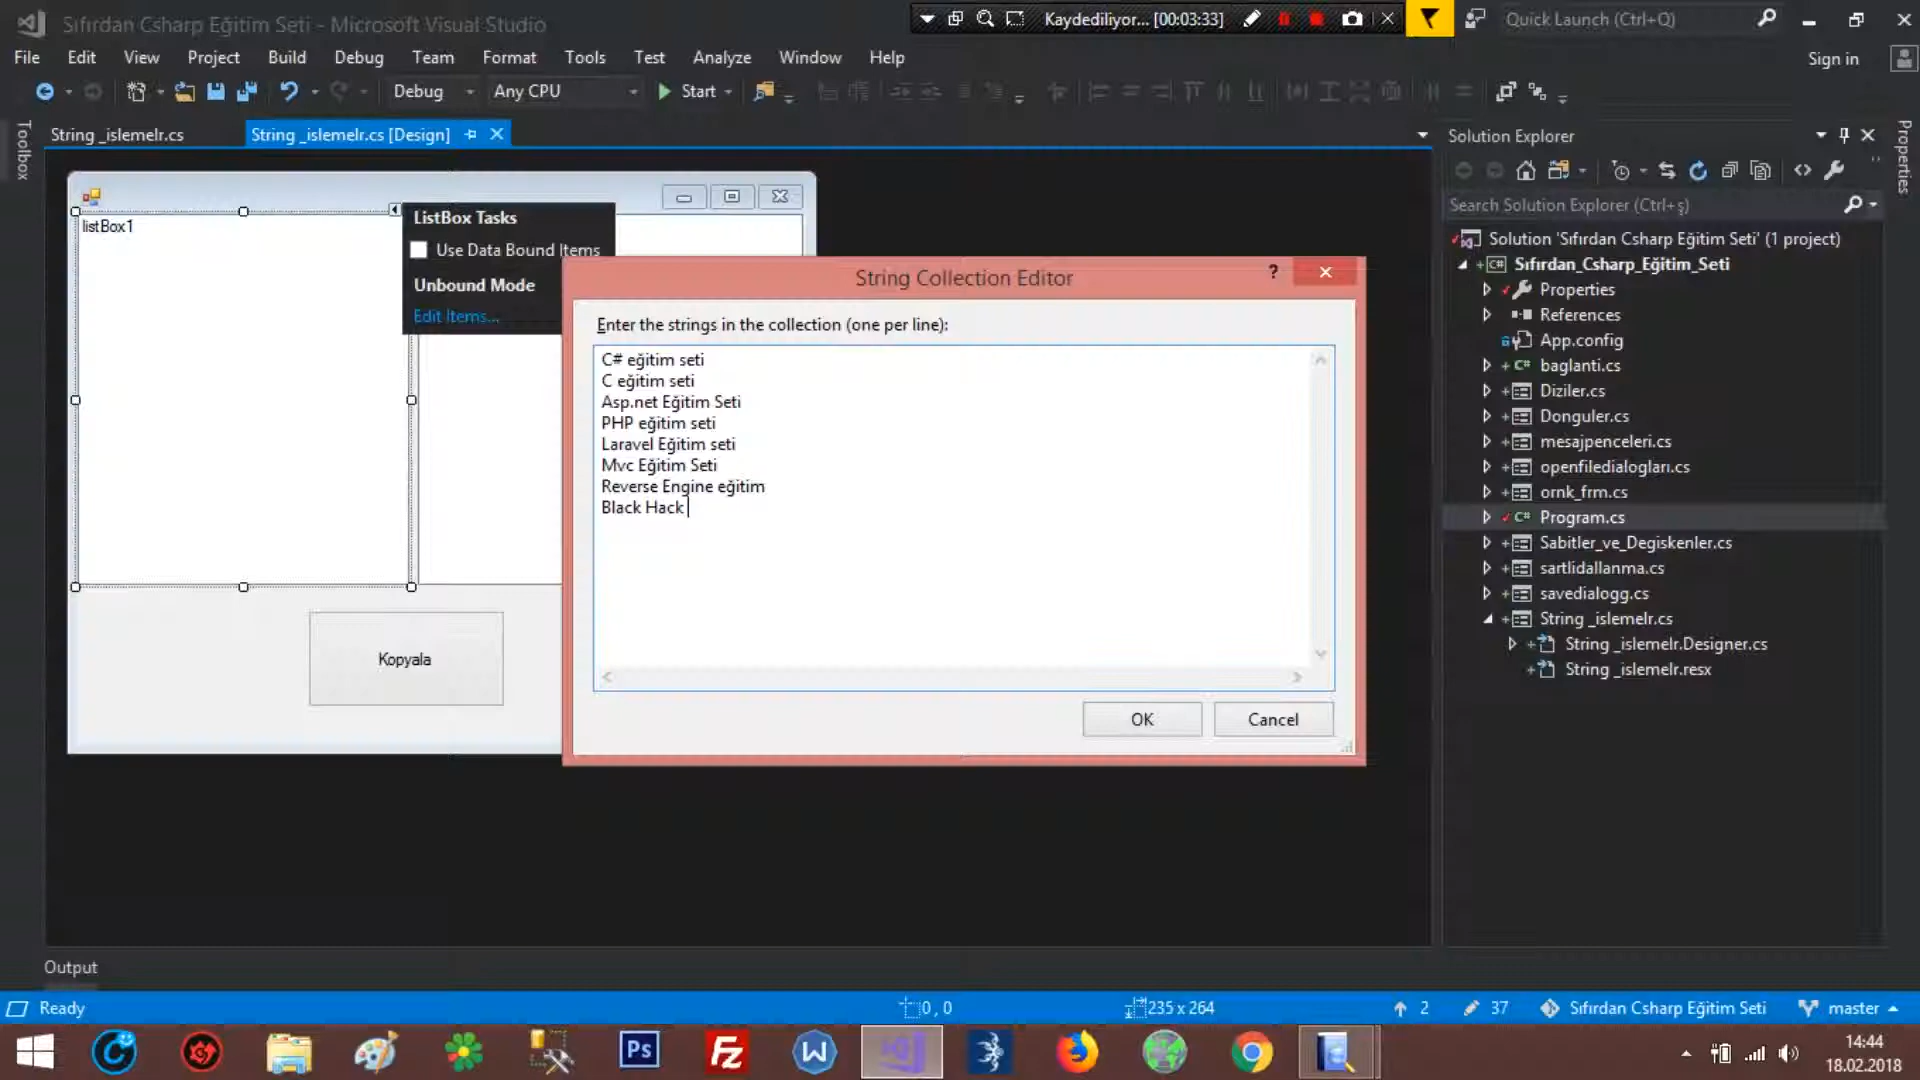 Sıfırdan Csharp Eğitim Seti - Microsoft Visual Studio
Kaydediliyor... [00:03:33]
Quick Launch (Ctrl+Q)
File Edit View Project Build Debug Team Format Tools Test Analyze Window Help
Sign in
Debug Any CPU Start
Toolbox
String _islemelr.cs
String _islemelr.cs [Design]
listBox1
ListBox Tasks
Use Data Bound Items
Unbound Mode
Edit Items...
Kopyala
String Collection Editor
?
Enter the strings in the collection (one per line):
C# eğitim seti
C eğitim seti
Asp.net Eğitim Seti
PHP eğitim seti
Laravel Eğitim seti
Mvc Eğitim Seti
Reverse Engine eğitim
Black Hack
OK
Cancel
Solution Explorer
Search Solution Explorer (Ctrl+ş)
Solution 'Sıfırdan Csharp Eğitim Seti' (1 project)
Sıfırdan_Csharp_Eğitim_Seti
Properties
References
App.config
baglanti.cs
Diziler.cs
Donguler.cs
mesajpenceleri.cs
openfiledialogları.cs
ornk_frm.cs
Program.cs
Sabitler_ve_Degiskenler.cs
sartlidallanma.cs
savedialogg.cs
String _islemelr.cs
String _islemelr.Designer.cs
String _islemelr.resx
Properties
Output
Ready
0, 0
235 x 264
2
37
Sıfırdan Csharp Eğitim Seti
master
Ps
Fz
W
14:44
18.02.2018